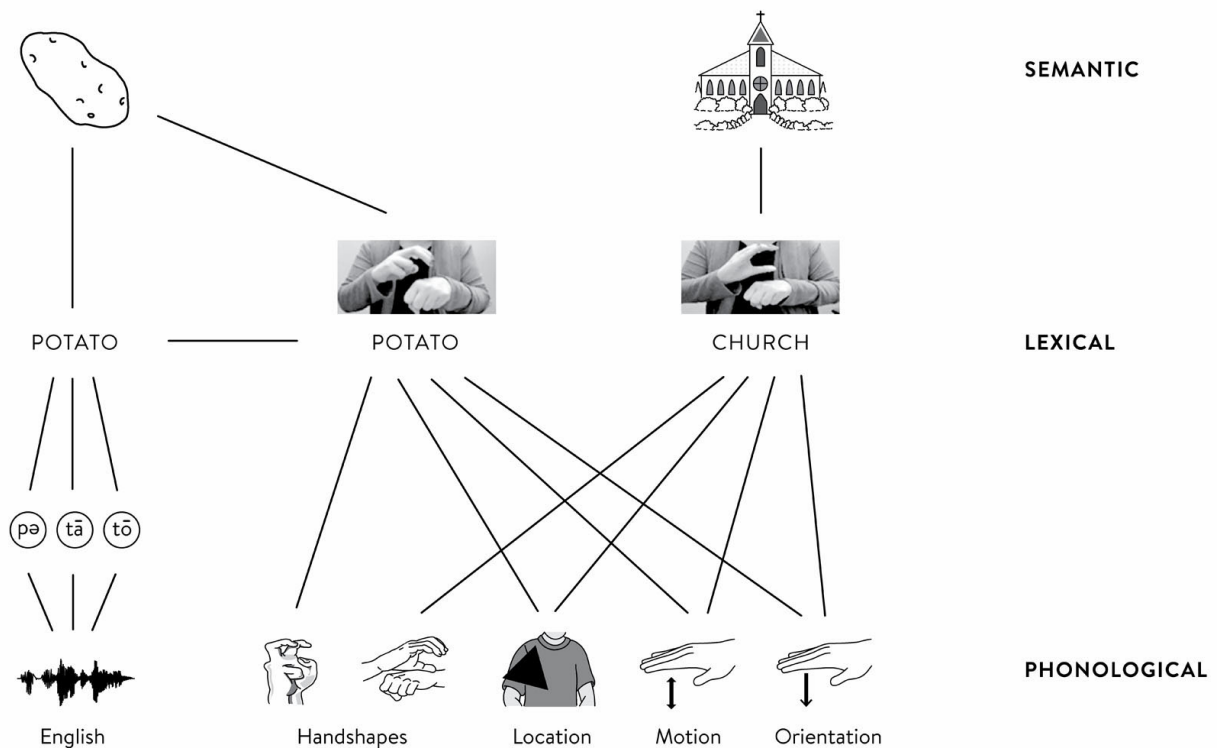 SEMANTIC
POTATO
POTATO
CHURCH
LEXICAL
pə
tā
tō
PHONOLOGICAL
English
Handshapes
Location
Motion
Orientation